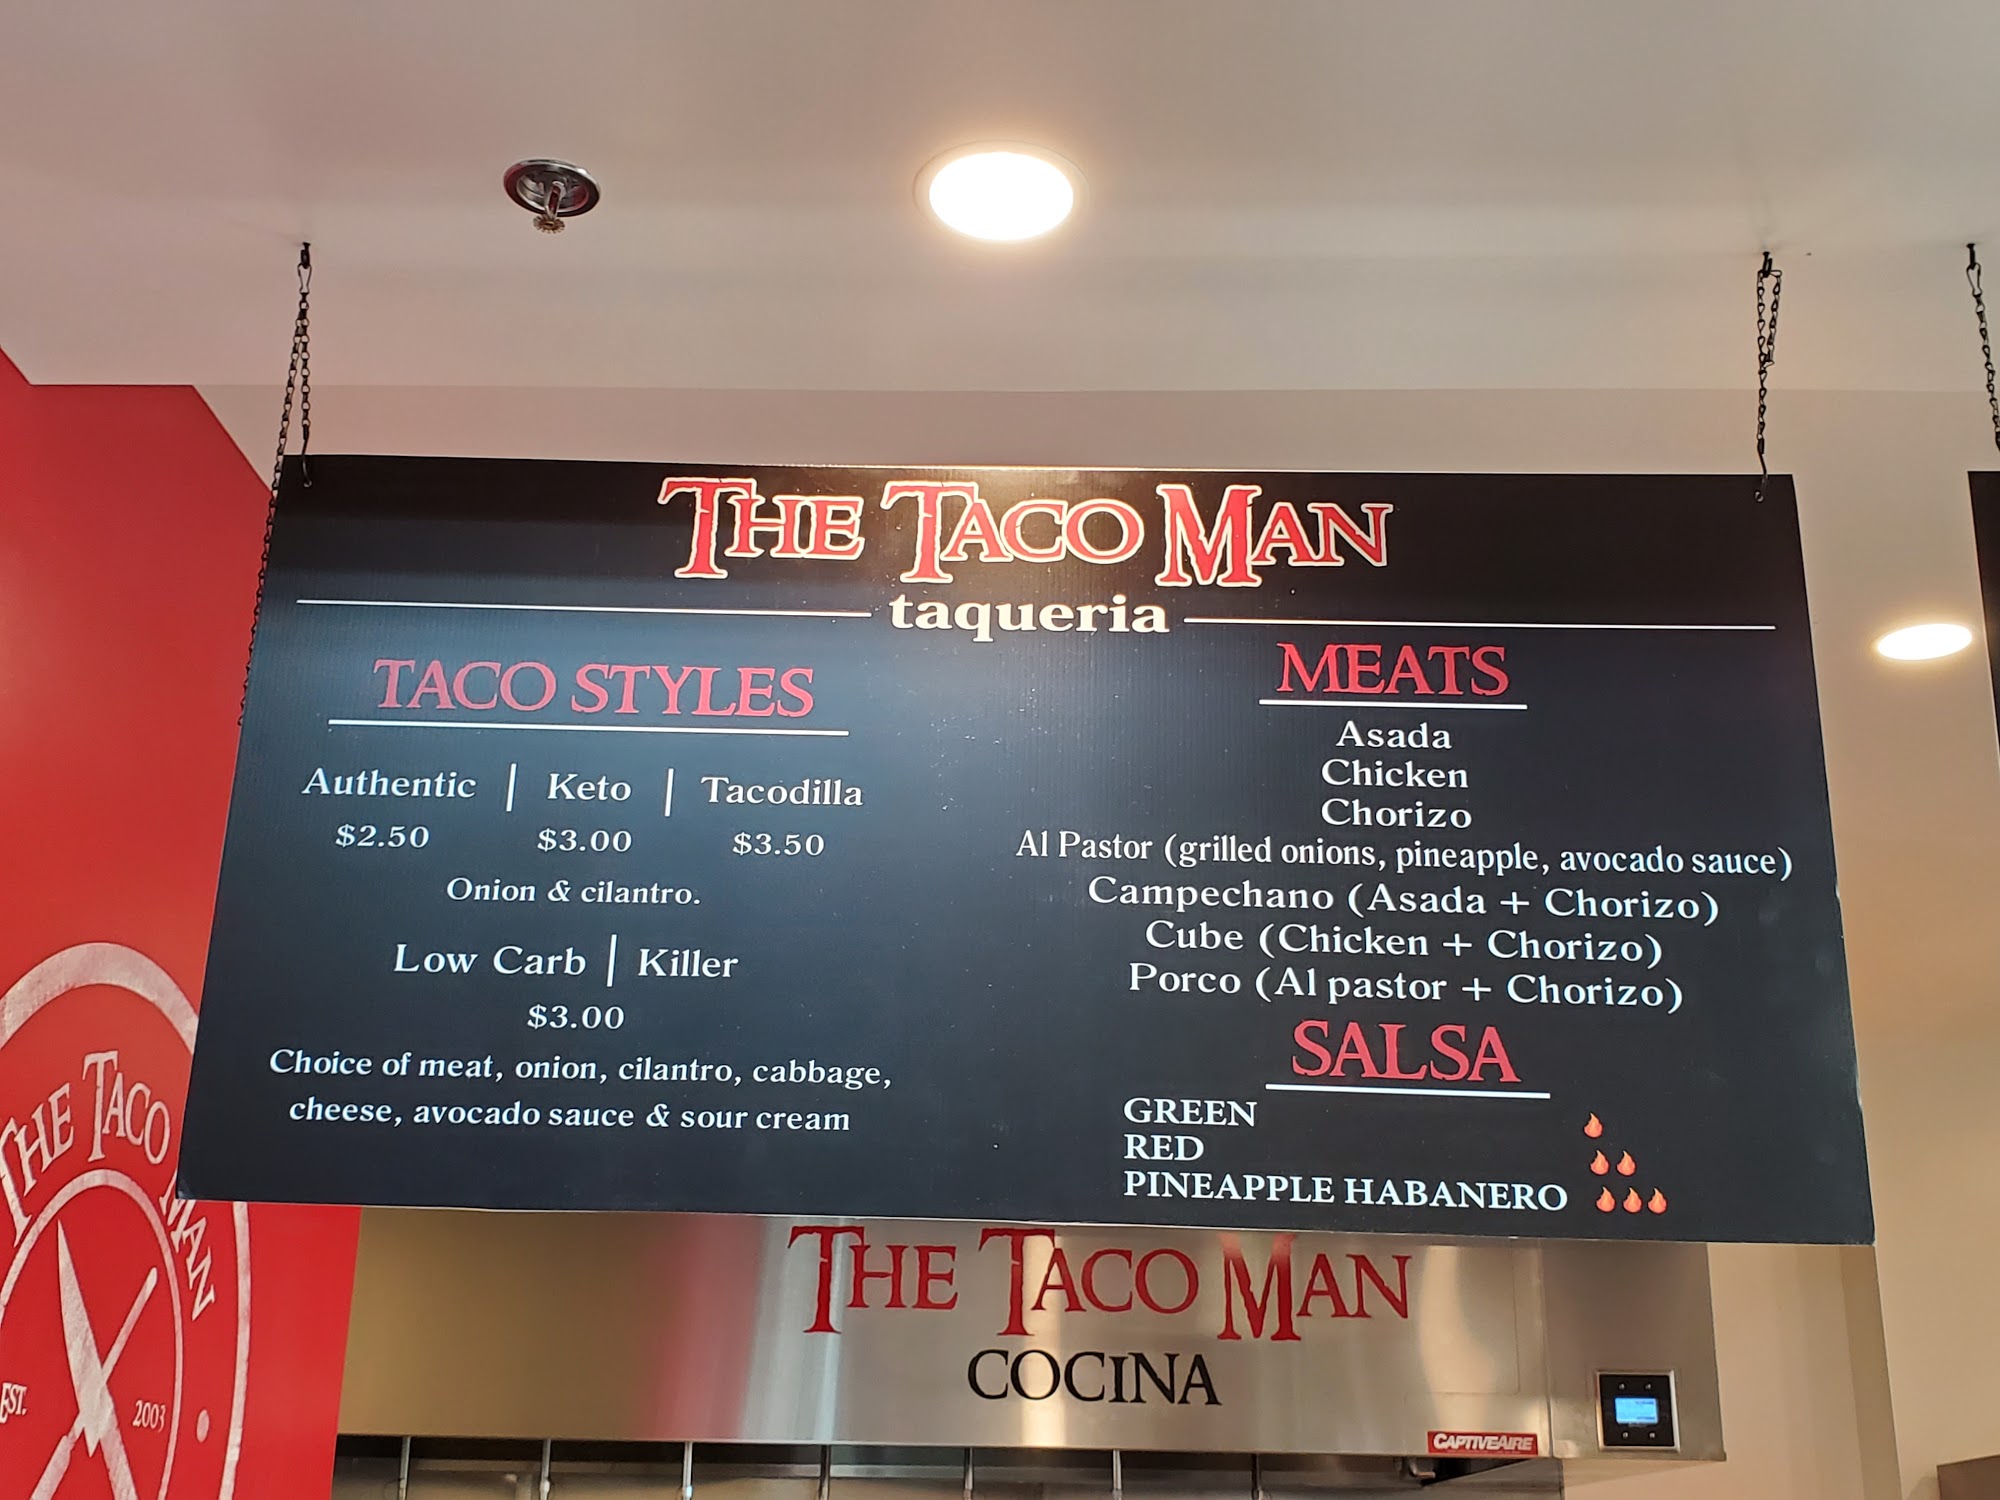 THE TACO MAN
taqueria
TACO STYLES
Authentic | Keto | Tacodilla
$2.50 $3.00 $3.50
Onion & cilantro.
Low Carb | Killer
$3.00
Choice of meat, onion, cilantro, cabbage,
cheese, avocado sauce & sour cream
MEATS
Asada
Chicken
Chorizo
Al Pastor (grilled onions, pineapple, avocado sauce)
Campechano (Asada + Chorizo)
Cube (Chicken + Chorizo)
Porco (Al pastor + Chorizo)
SALSA
GREEN
RED
PINEAPPLE HABANERO
THE TACO MAN
COCINA
CAPTIVEAIRE
THE TACO MAN
EST. 2003